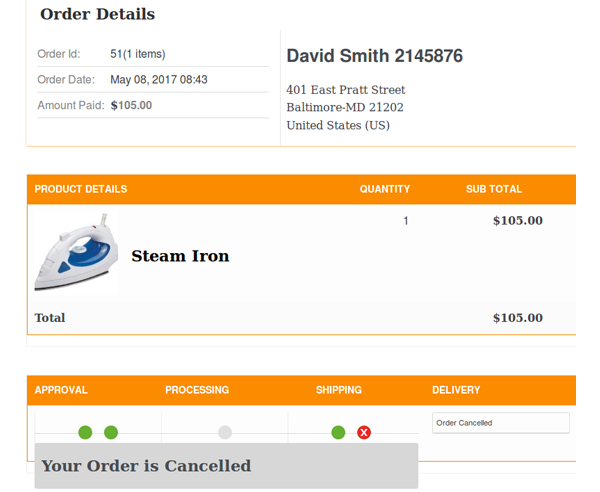 Order Details
Order Id: 51(1 items)
Order Date: May 08, 2017 08:43
Amount Paid: $105.00
David Smith 2145876
401 East Pratt Street
Baltimore-MD 21202
United States (US)
PRODUCT DETAILS QUANTITY SUB TOTAL
Steam Iron 1 $105.00
Total $105.00
APPROVAL PROCESSING SHIPPING DELIVERY
X Order Cancelled
Your Order is Cancelled